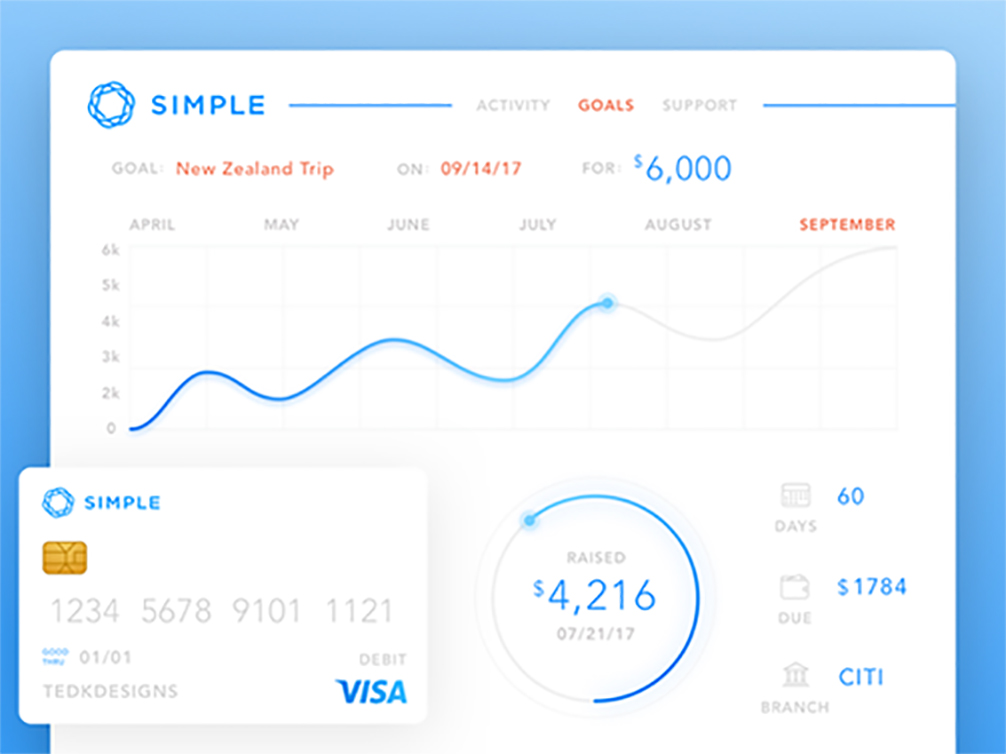 SIMPLE ACTIVITY GOALS SUPPORT
GOAL: New Zealand Trip ON: 09/14/17 FOR: $6,000
APRIL MAY JUNE JULY AUGUST SEPTEMBER
6k
5k
4k
3k
2k
0
SIMPLE
1234 5678 9101 1121
GOOD THRU 01/01
DEBIT
TEDKDESIGNS
VISA
RAISED
$4,216
07/21/17
60
DAYS
$1784
DUE
CITI
BRANCH